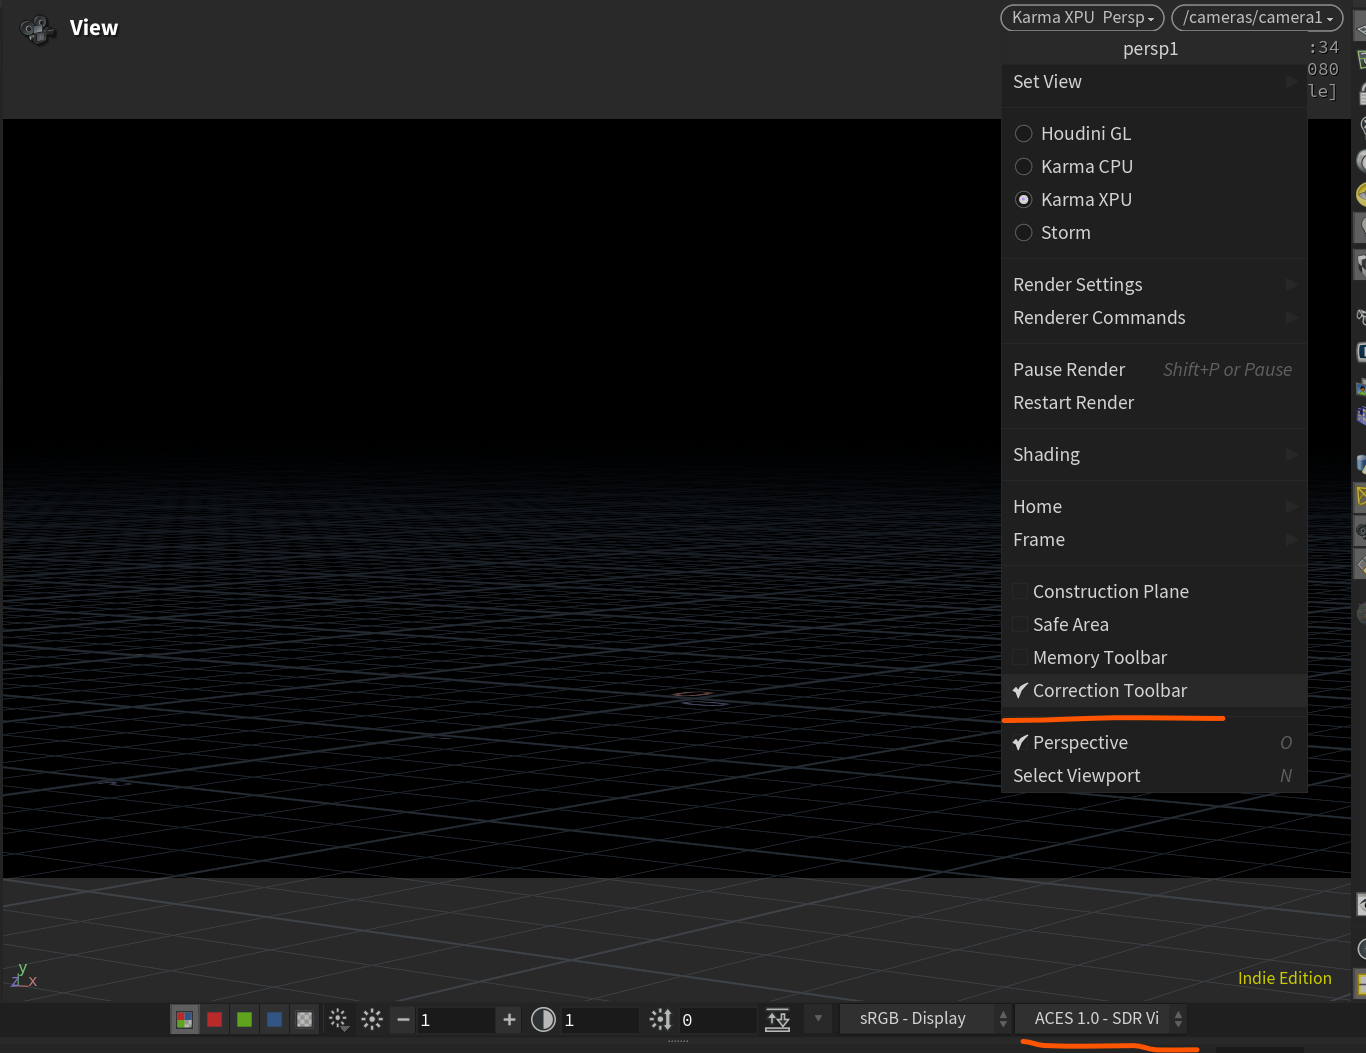 View
Karma XPU Persp
/cameras/camera1
persp1
:34
080
le]
Set View
Houdini GL
Karma CPU
Karma XPU
Storm
Render Settings
Renderer Commands
Pause Render Shift+P or Pause
Restart Render
Shading
Home
Frame
Construction Plane
Safe Area
Memory Toolbar
Correction Toolbar
Perspective O
Select Viewport N
y
z x
Indie Edition
1 1 0 sRGB - Display ACES 1.0 - SDR Vi